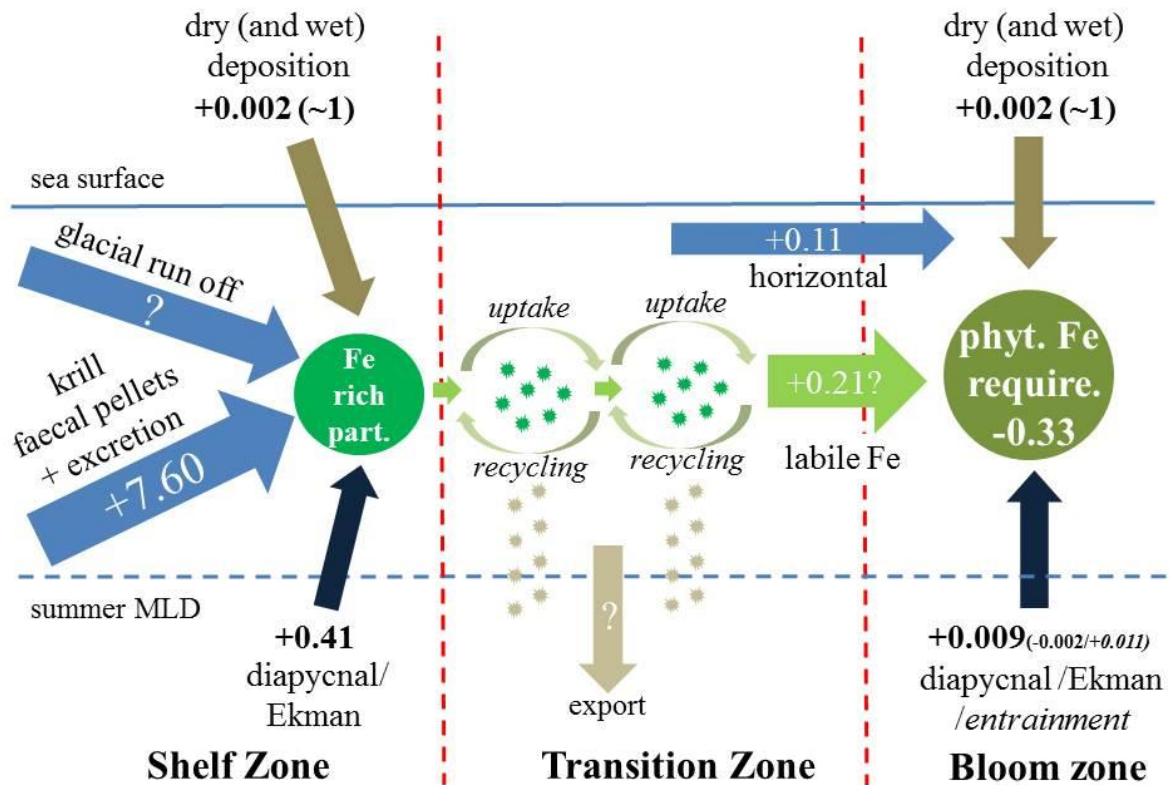 dry (and wet)
deposition
+0.002 (~1)
dry (and wet)
deposition
+0.002 (~1)
sea surface
glacial run off
?
krill
faecal pellets
+ excretion
+7.60
Fe
rich
part.
uptake
recycling
uptake
recycling
+0.11
horizontal
+0.21?
labile Fe
phyt. Fe
require.
-0.33
summer MLD
+0.41
diapycnal/
Ekman
?
export
+0.009(-0.002/+0.011)
diapycnal /Ekman
/entrainment
Shelf Zone
Transition Zone
Bloom zone